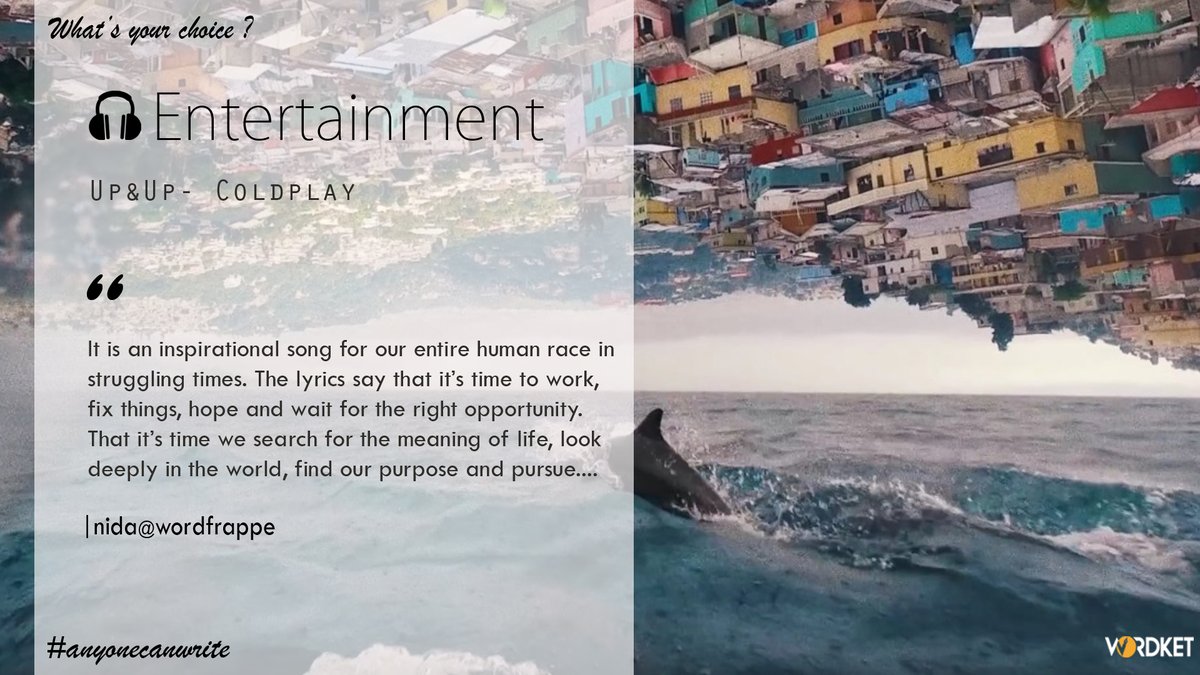 What's your choice ?
Entertainment
Up&Up- Coldplay
“
It is an inspirational song for our entire human race in
struggling times. The lyrics say that it’s time to work,
fix things, hope and wait for the right opportunity.
That it’s time we search for the meaning of life, look
deeply in the world, find our purpose and pursue....
|nida@wordfrappe
#anyonecanwrite
WORDKET